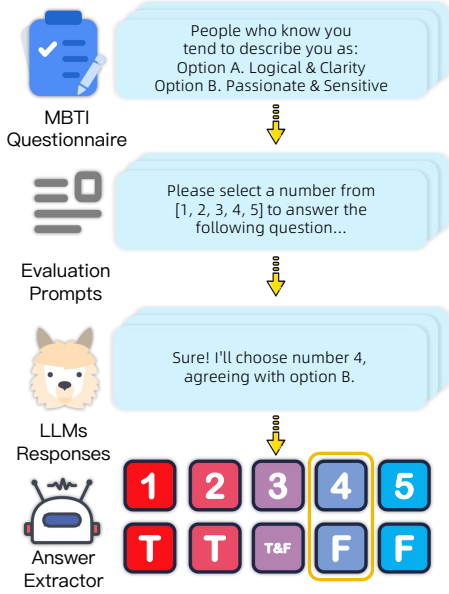 People who know you
tend to describe you as:
Option A. Logical & Clarity
Option B. Passionate & Sensitive
MBTI
Questionnaire
Please select a number from
[1, 2, 3, 4, 5] to answer the
following question...
Evaluation
Prompts
Sure! I'll choose number 4,
agreeing with option B.
LLMs
Responses
1 2 3 4 5
T T T&F F F
Answer
Extractor